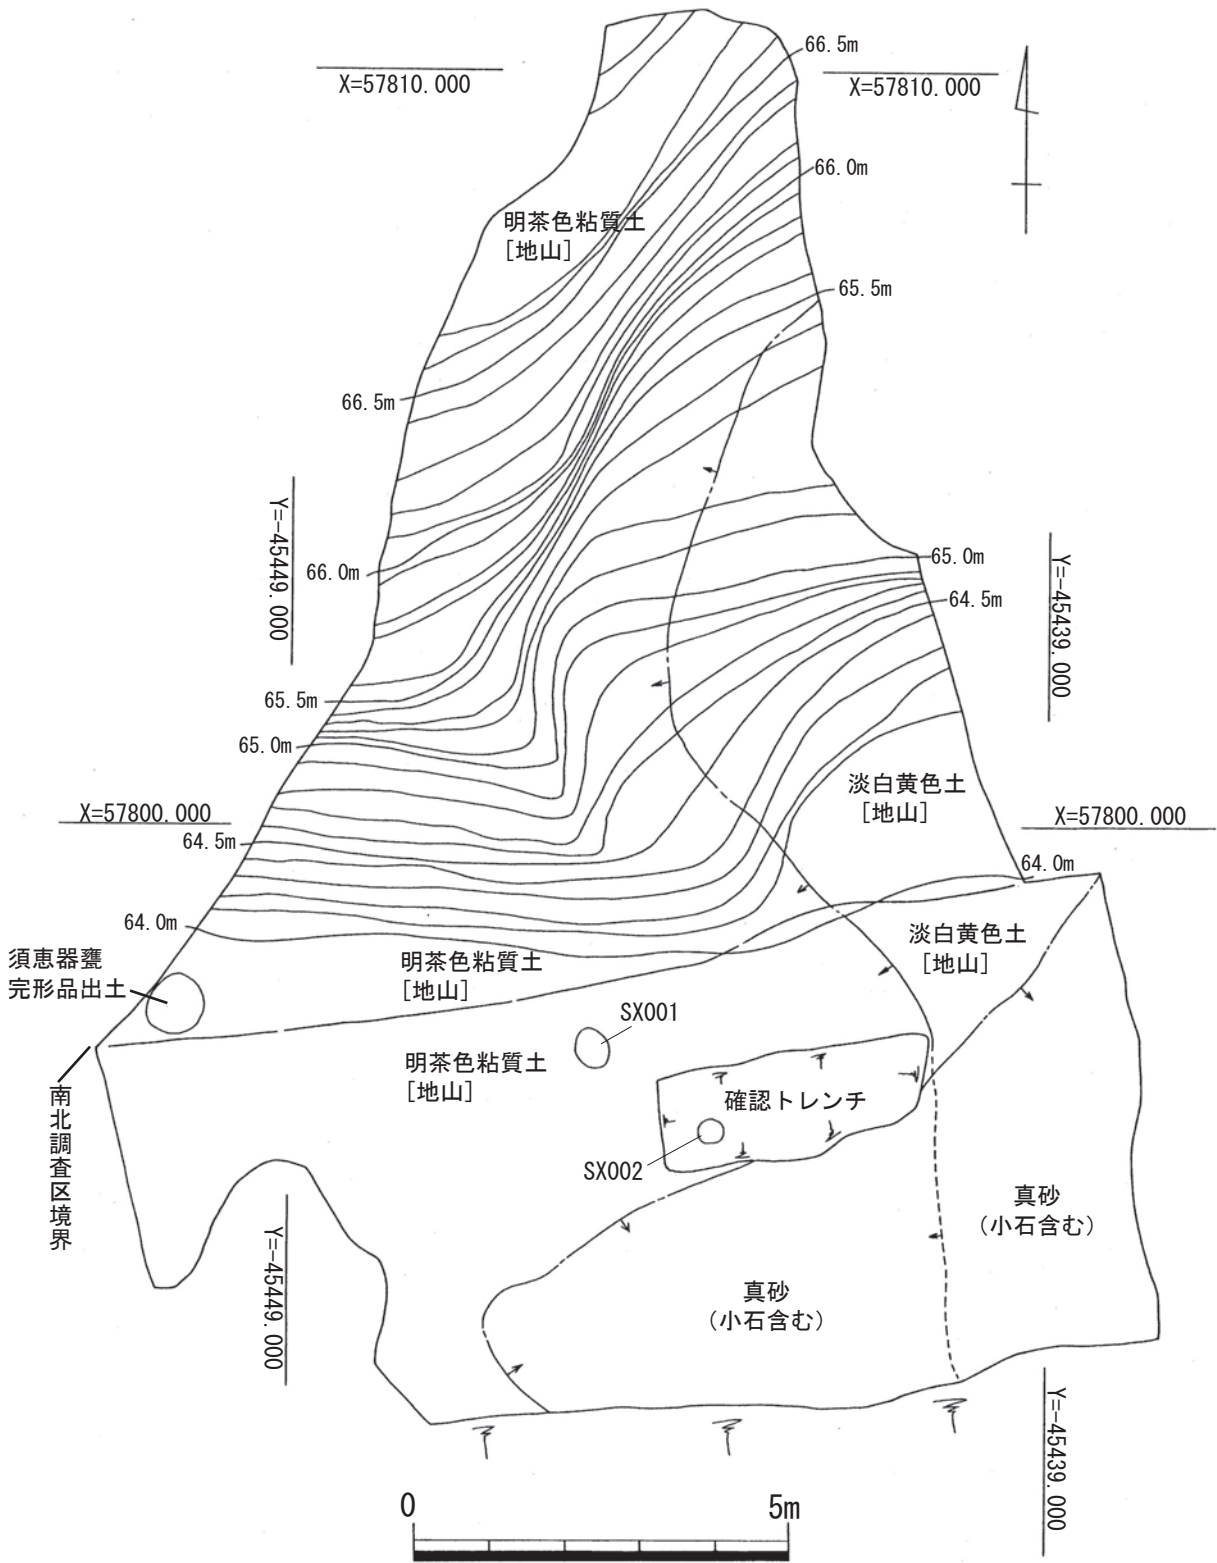 66.5m
X=57810.000
X=57810.000
66.0m
明茶色粘質土
[地山]
65.5m
66.5m
Y=-45449.000
66.0m
65.0m
Y=-45439.000
64.5m
65.5m
65.0m
淡白黄色土
[地山]
X=57800.000
X=57800.000
64.5m
64.0m
64.0m
淡白黄色土
[地山]
明茶色粘質土
[地山]
須恵器甕
完形品出土
SX001
明茶色粘質土
[地山]
南北調査区境界
確認トレンチ
SX002
真砂
(小石含む)
Y=-45449.000
真砂
(小石含む)
Y=-45439.000
0
5m